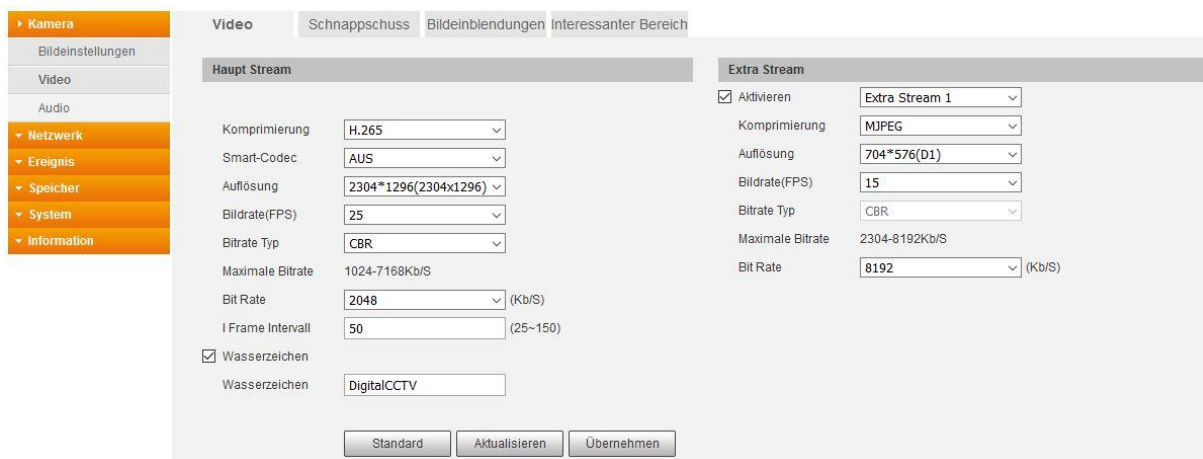 Kamera
Bildeinstellungen
Video
Audio
Netzwerk
Ereignis
Speicher
System
Information
Video Schnappschuss Bildeinblendungen Interessanter Bereich
Haupt Stream
Komprimierung H.265
Smart-Codec AUS
Auflösung 2304*1296(2304x1296)
Bildrate(FPS) 25
Bitrate Typ CBR
Maximale Bitrate 1024-7168Kb/S
Bit Rate 2048 (Kb/S)
I Frame Intervall 50 (25~150)
Wasserzeichen
Wasserzeichen DigitalCCTV
Standard Aktualisieren Übernehmen
Extra Stream
Aktivieren Extra Stream 1
Komprimierung MJPEG
Auflösung 704*576(D1)
Bildrate(FPS) 15
Bitrate Typ CBR
Maximale Bitrate 2304-8192Kb/S
Bit Rate 8192 (Kb/S)